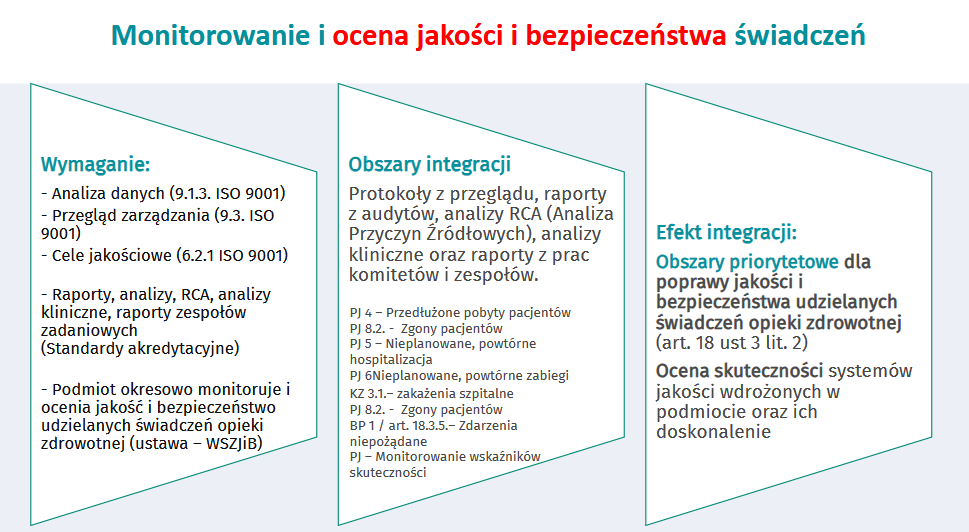 Monitorowanie i ocena jakości i bezpieczeństwa świadczeń
Wymaganie:
- Analiza danych (9.1.3. ISO 9001)
- Przegląd zarządzania (9.3. ISO
9001)
- Cele jakościowe (6.2.1 ISO 9001)
- Raporty, analizy, RCA, analizy
kliniczne, raporty zespołów
zadaniowych
(Standardy akredytacyjne)
- Podmiot okresowo monitoruje i
ocenia jakość i bezpieczeństwo
udzielanych świadczeń opieki
zdrowotnej (ustawa – WSZJiB)
Obszary integracji
Protokoły z przeglądu, raporty
z audytów, analizy RCA (Analiza
Przyczyn Źródłowych), analizy
kliniczne oraz raporty z prac
komitetów i zespołów.
PJ 4 – Przedłużone pobyty pacjentów
PJ 8.2. - Zgony pacjentów
PJ 5 – Nieplanowane, powtórne
hospitalizacja
PJ 6Nieplanowane, powtórne zabiegi
KZ 3.1.– zakażenia szpitalne
PJ 8.2. - Zgony pacjentów
BP 1 / art. 18.3.5.– Zdarzenia
niepożądane
PJ – Monitorowanie wskaźników
skuteczności
Efekt integracji:
Obszary priorytetowe dla
poprawy jakości i
bezpieczeństwa udzielanych
świadczeń opieki zdrowotnej
(art. 18 ust 3 lit. 2)
Ocena skuteczności systemów
jakości wdrożonych w
podmiocie oraz ich
doskonalenie